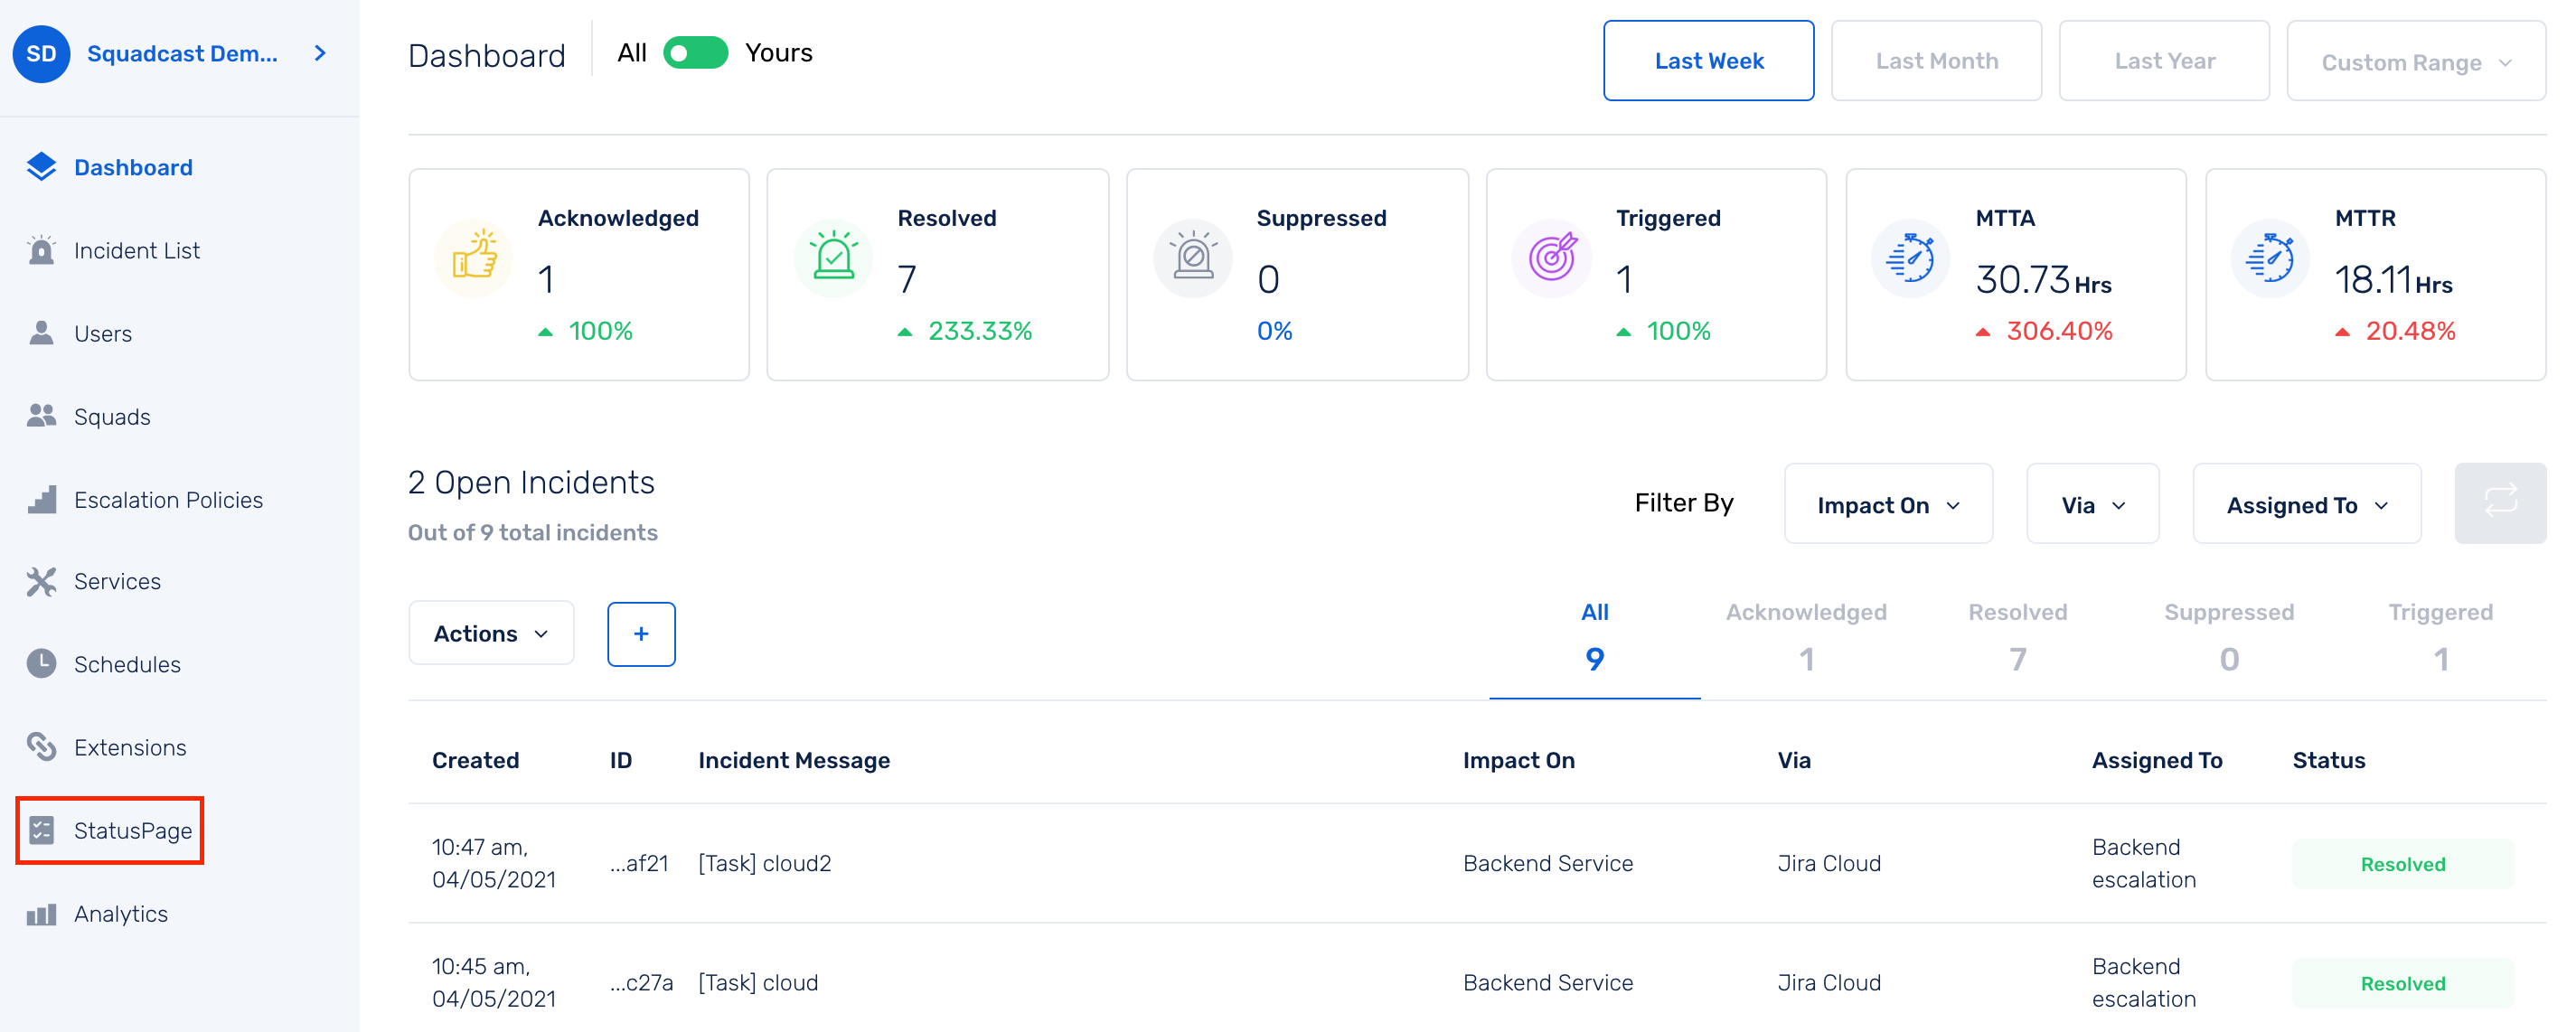 SD Squadcast Dem... >
Dashboard
Incident List
Users
Squads
Escalation Policies
Services
Schedules
Extensions
StatusPage
Analytics
Dashboard All Yours Last Week Last Month Last Year Custom Range
Acknowledged
1
100%
Resolved
7
233.33%
Suppressed
0
0%
Triggered
1
100%
MTTA
30.73Hrs
306.40%
MTTR
18.11Hrs
20.48%
2 Open Incidents
Out of 9 total incidents
Filter By Impact On Via Assigned To
Actions +
All
9
Acknowledged
1
Resolved
7
Suppressed
0
Triggered
1
Created ID Incident Message Impact On Via Assigned To Status
10:47 am,
04/05/2021
...af21 [Task] cloud2 Backend Service Jira Cloud
Backend
escalation
Resolved
10:45 am,
04/05/2021
...c27a [Task] cloud Backend Service Jira Cloud
Backend
escalation
Resolved